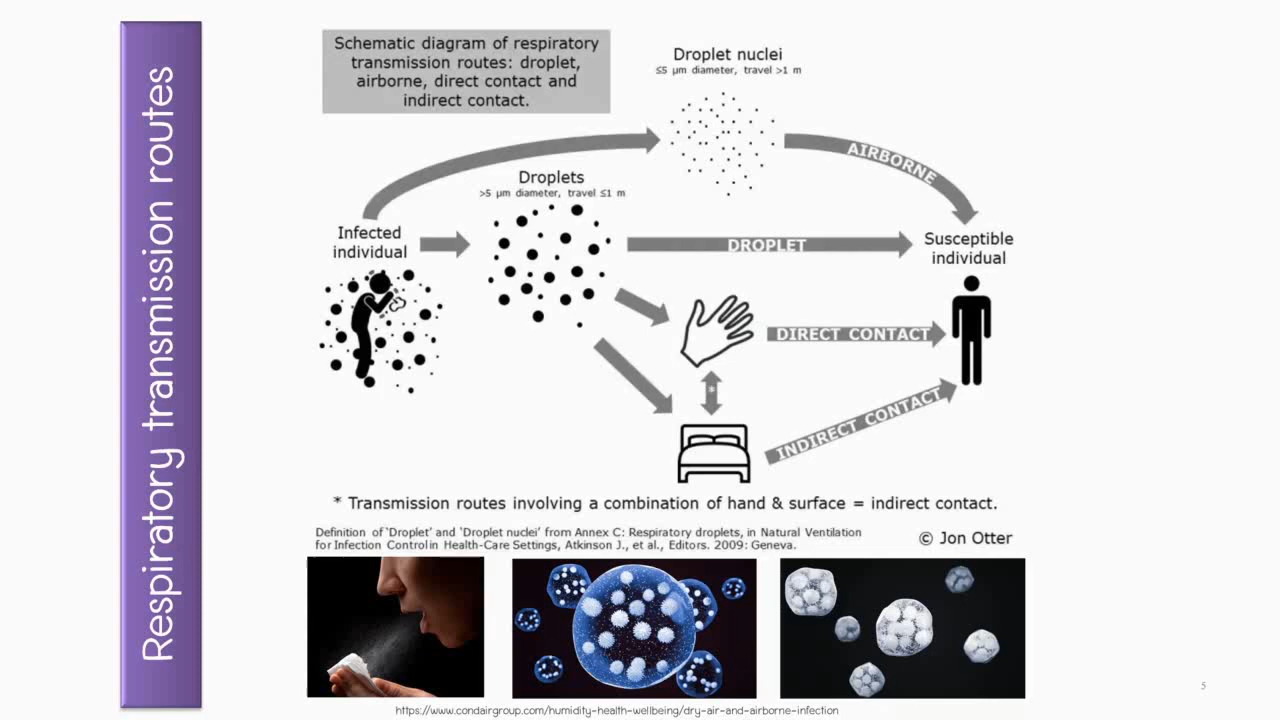 Respiratory transmission routes
Schematic diagram of respiratory
transmission routes: droplet,
airborne, direct contact and
indirect contact.
Droplet nuclei
≤5 µm diameter, travel >1 m
AIRBORNE
Droplets
>5 µm diameter, travel ≤1 m
Infected
individual
DROPLET
Susceptible
individual
DIRECT CONTACT
*
INDIRECT CONTACT
* Transmission routes involving a combination of hand & surface = indirect contact.
Definition of 'Droplet' and 'Droplet nuclei' from Annex C: Respiratory droplets, in Natural Ventilation
for Infection Control in Health-Care Settings, Atkinson J., et al., Editors. 2009: Geneva.
© Jon Otter
https://www.condairgroup.com/humidity-health-wellbeing/dry-air-and-airborne-infection
5